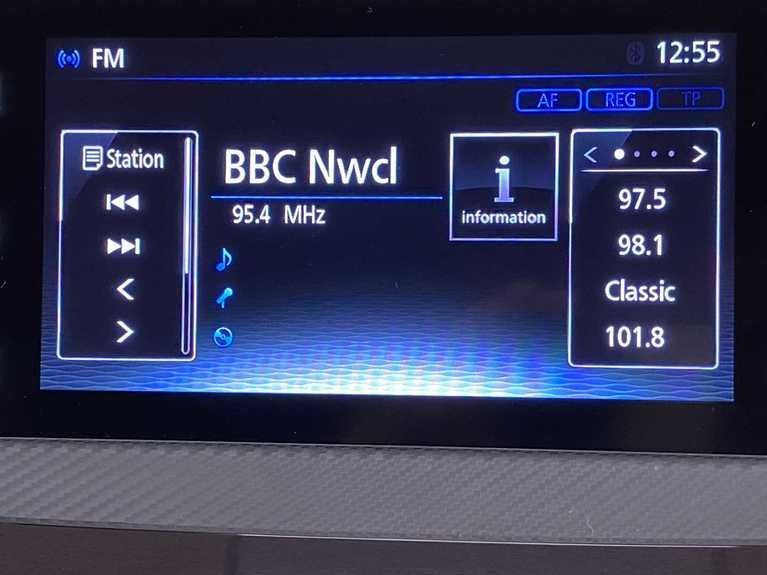 FM
12:55
AF REG TP
Station
BBC Nwcl
95.4 MHz
i
information
97.5
98.1
Classic
101.8